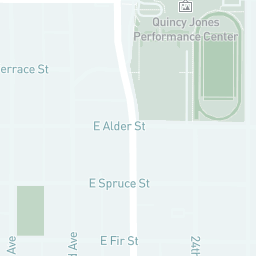 Quincy Jones
Performance Center
errace St
E Alder St
E Spruce St
E Fir St
Ave
d Ave
24th